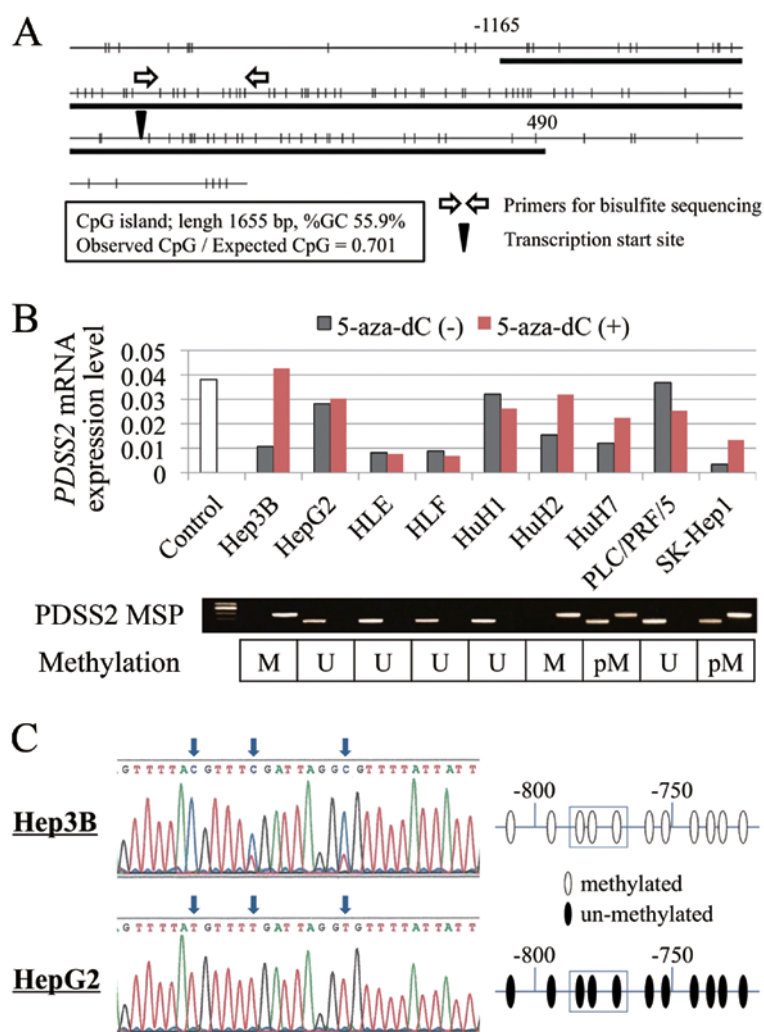 A
-1165
490
CpG island; lengh 1655 bp, %GC 55.9%
Observed CpG / Expected CpG = 0.701
Primers for bisulfite sequencing
Transcription start site
B
5-aza-dC (-) 5-aza-dC (+)
PDSS2 mRNA
expression level
0.05
0.04
0.03
0.02
0.01
0
Control Hep3B HepG2 HLE HLF HuH1 HuH2 HuH7 PLC/PRF/5 SK-Hep1
PDSS2 MSP
Methylation M U U U U M pM U pM
C
GTTTTACGTTTCGATTAGGCGTTTTATTATT
Hep3B
-800 -750
methylated
un-methylated
GTTTTATGTTTTGATTAGGTGTTTTATTATT
HepG2
-800 -750